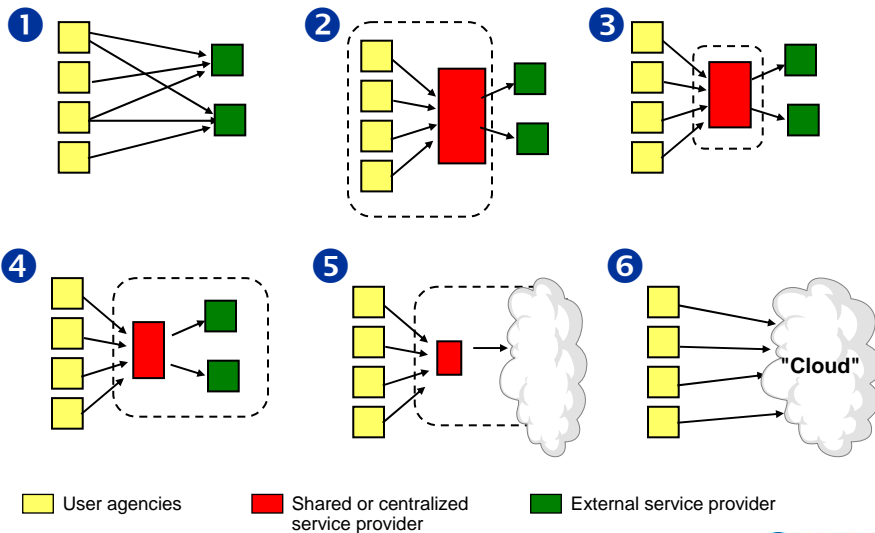 1
2
3
4
5
6
"Cloud"
User agencies
Shared or centralized
service provider
External service provider